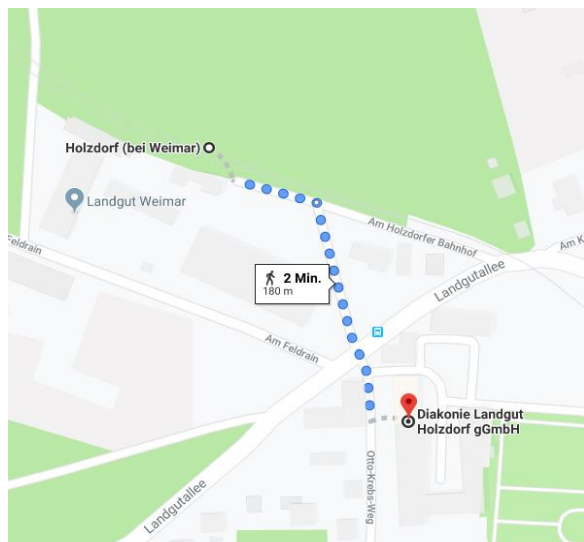 Holzdorf (bei Weimar)
Landgut Weimar
Am Holzdorfer Bahnhof
Am K
Feldrain
Landgutallee
2 Min.
180 m
Am Feldrain
Diakonie Landgut
Holzdorf gGmbH
Otto-Krebs-Weg
Landgutallee